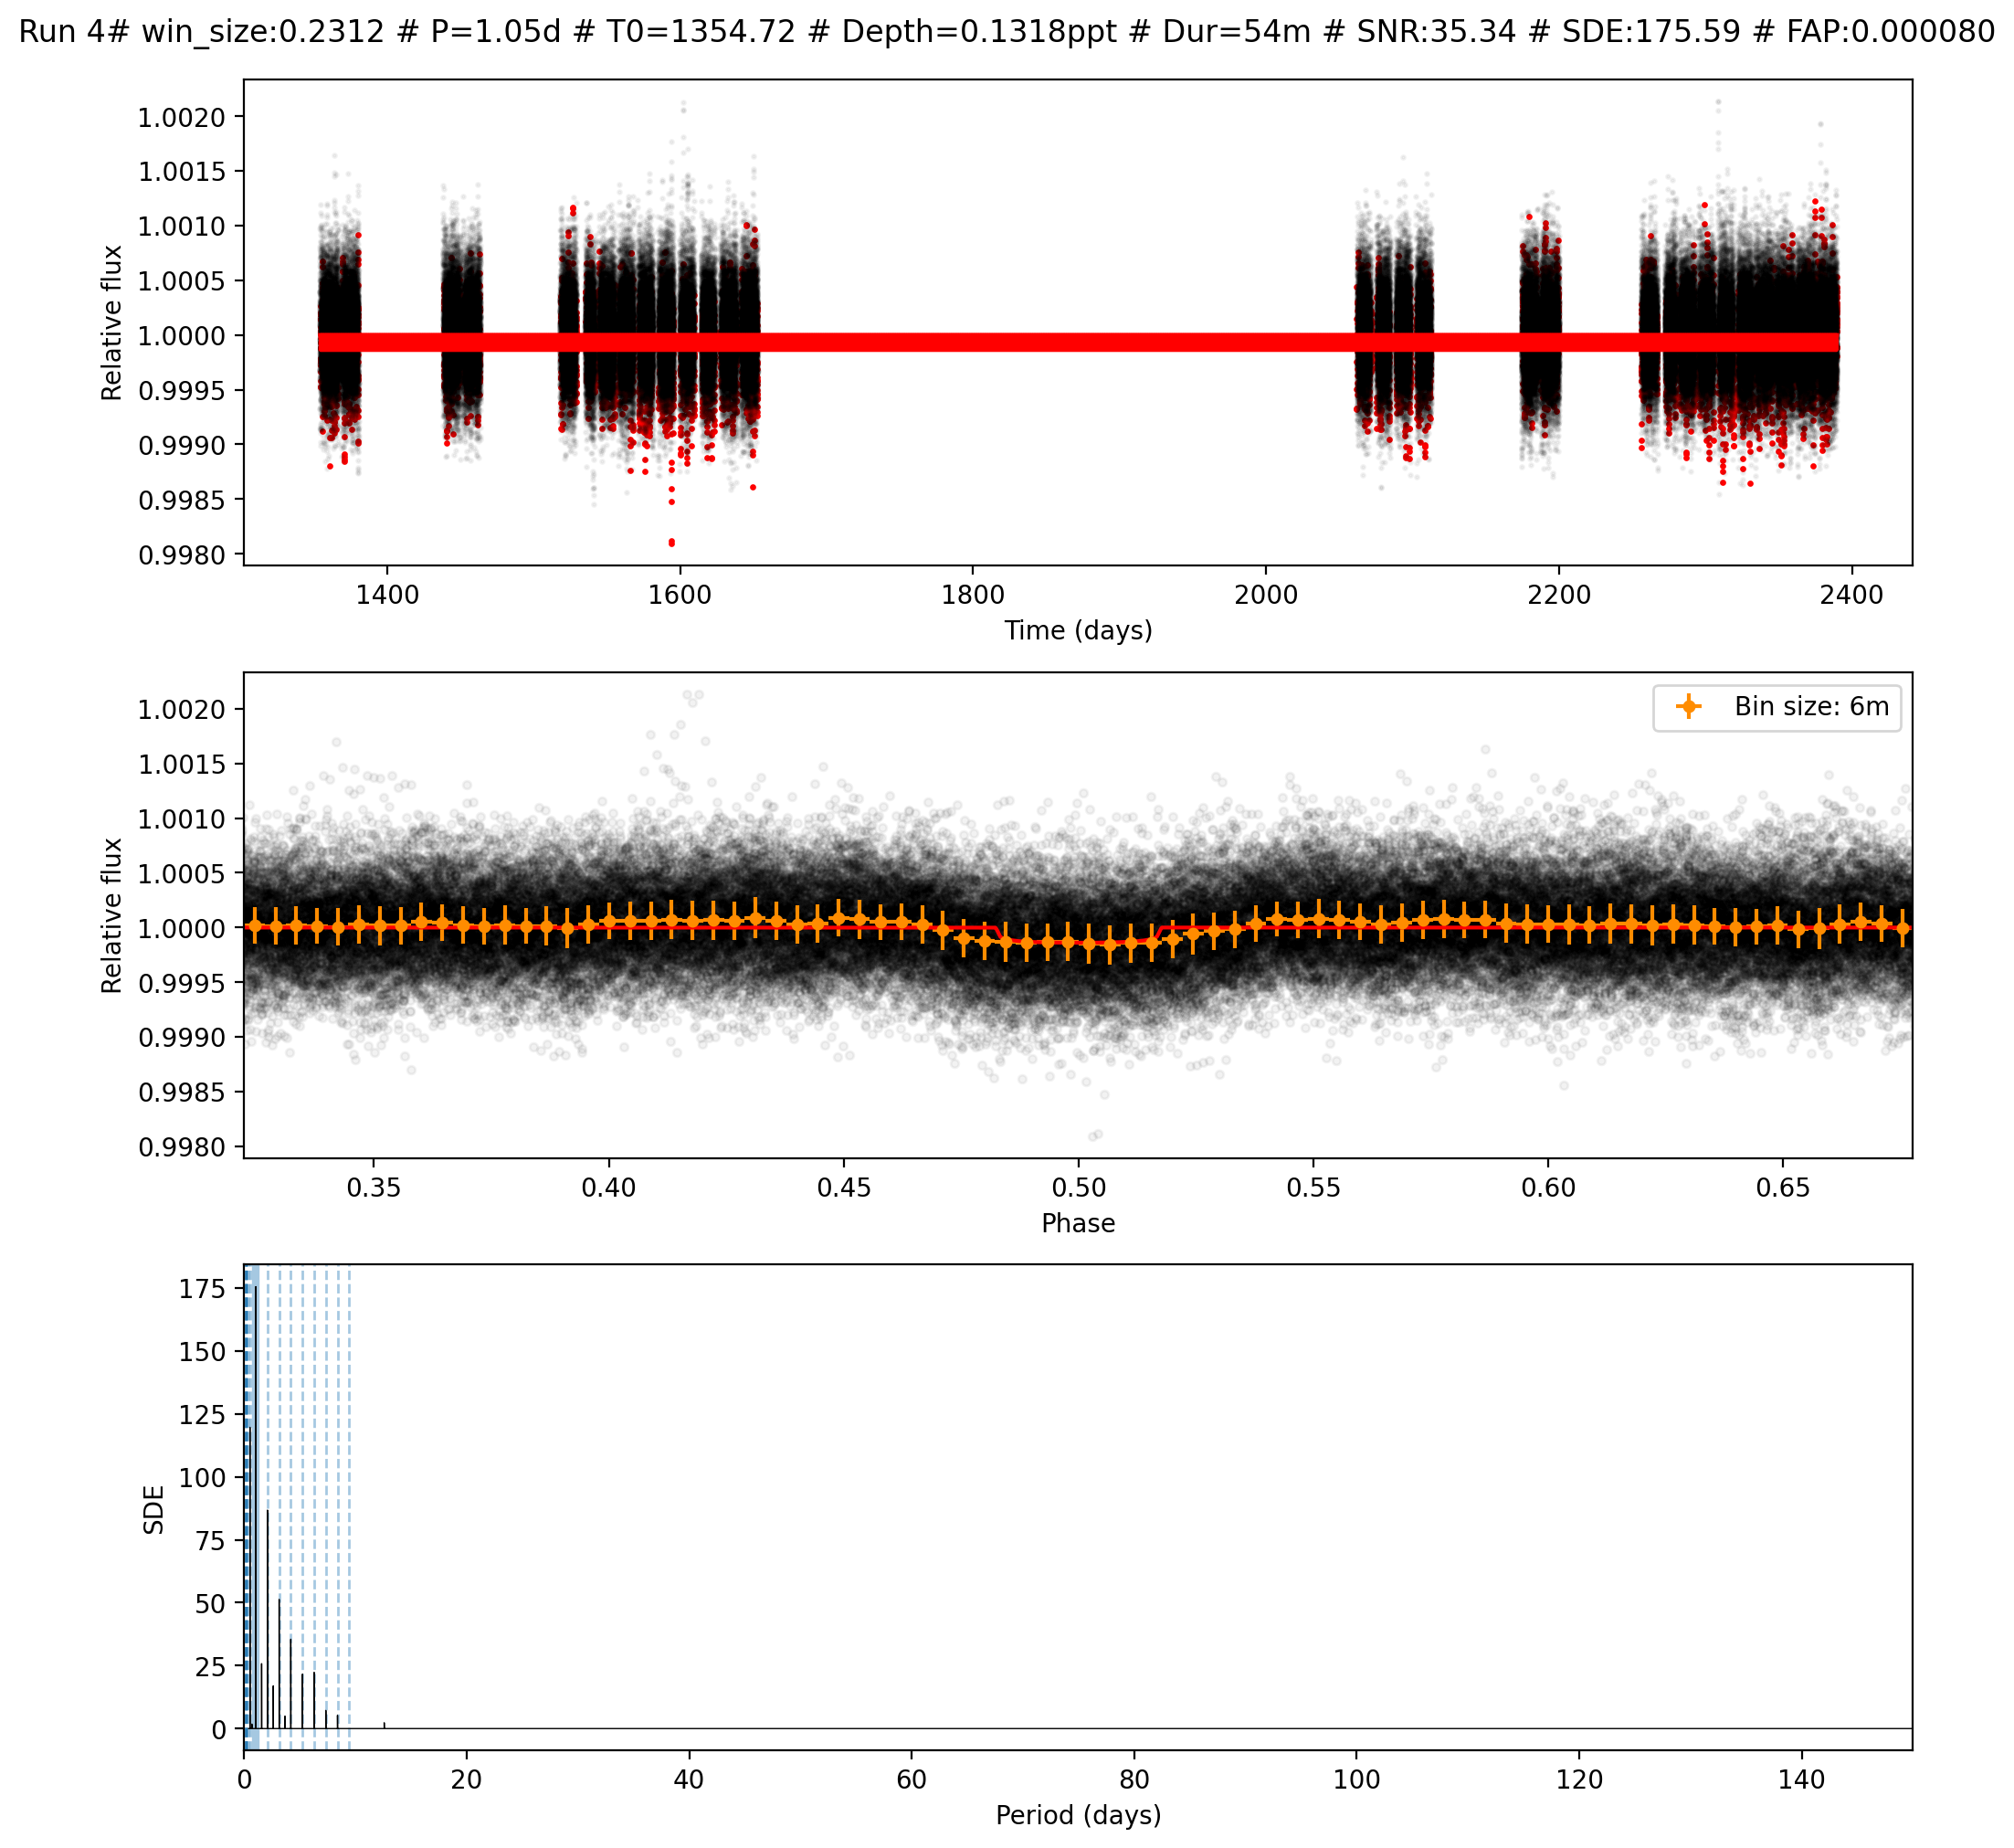 Run 4# win_size:0.2312 # P=1.05d # T0=1354.72 # Depth=0.1318ppt # Dur=54m # SNR:35.34 # SDE:175.59 # FAP:0.000080
1.0020
1.0015
1.0010
1.0005
1.0000
0.9995
0.9990
0.9985
0.9980
Relative flux
1400 1600 1800 2000 2200 2400
Time (days)
Bin size: 6m
1.0020
1.0015
1.0010
1.0005
1.0000
0.9995
0.9990
0.9985
0.9980
Relative flux
0.35 0.40 0.45 0.50 0.55 0.60 0.65
Phase
175
150
125
100
75
50
25
0
SDE
0 20 40 60 80 100 120 140
Period (days)